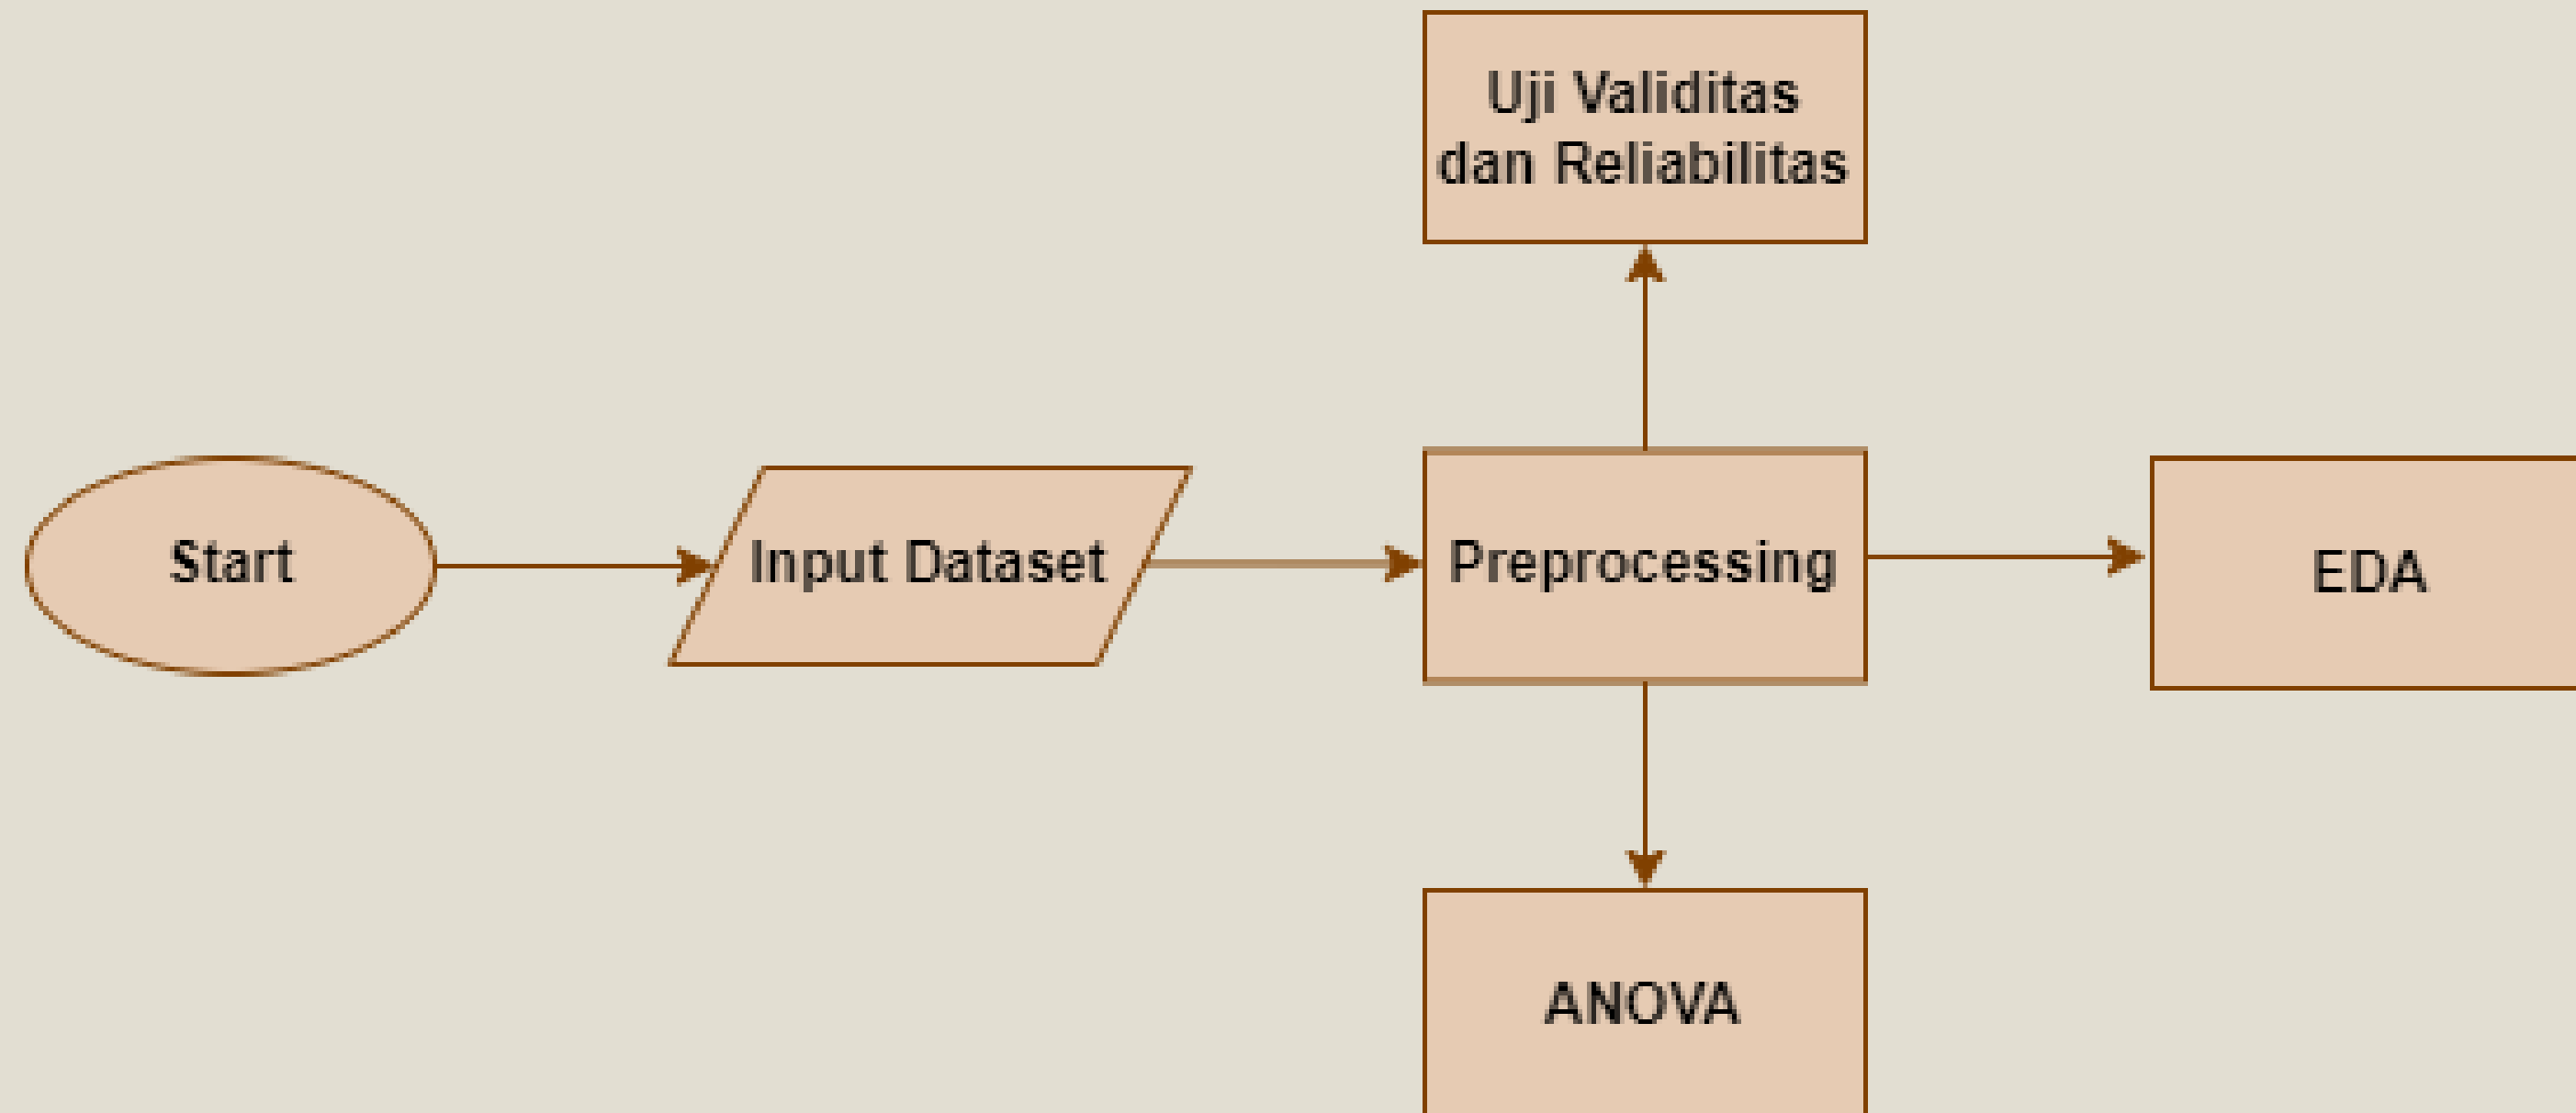 Uji Validitas
dan Reliabilitas
Start
Input Dataset
Preprocessing
EDA
ANOVA